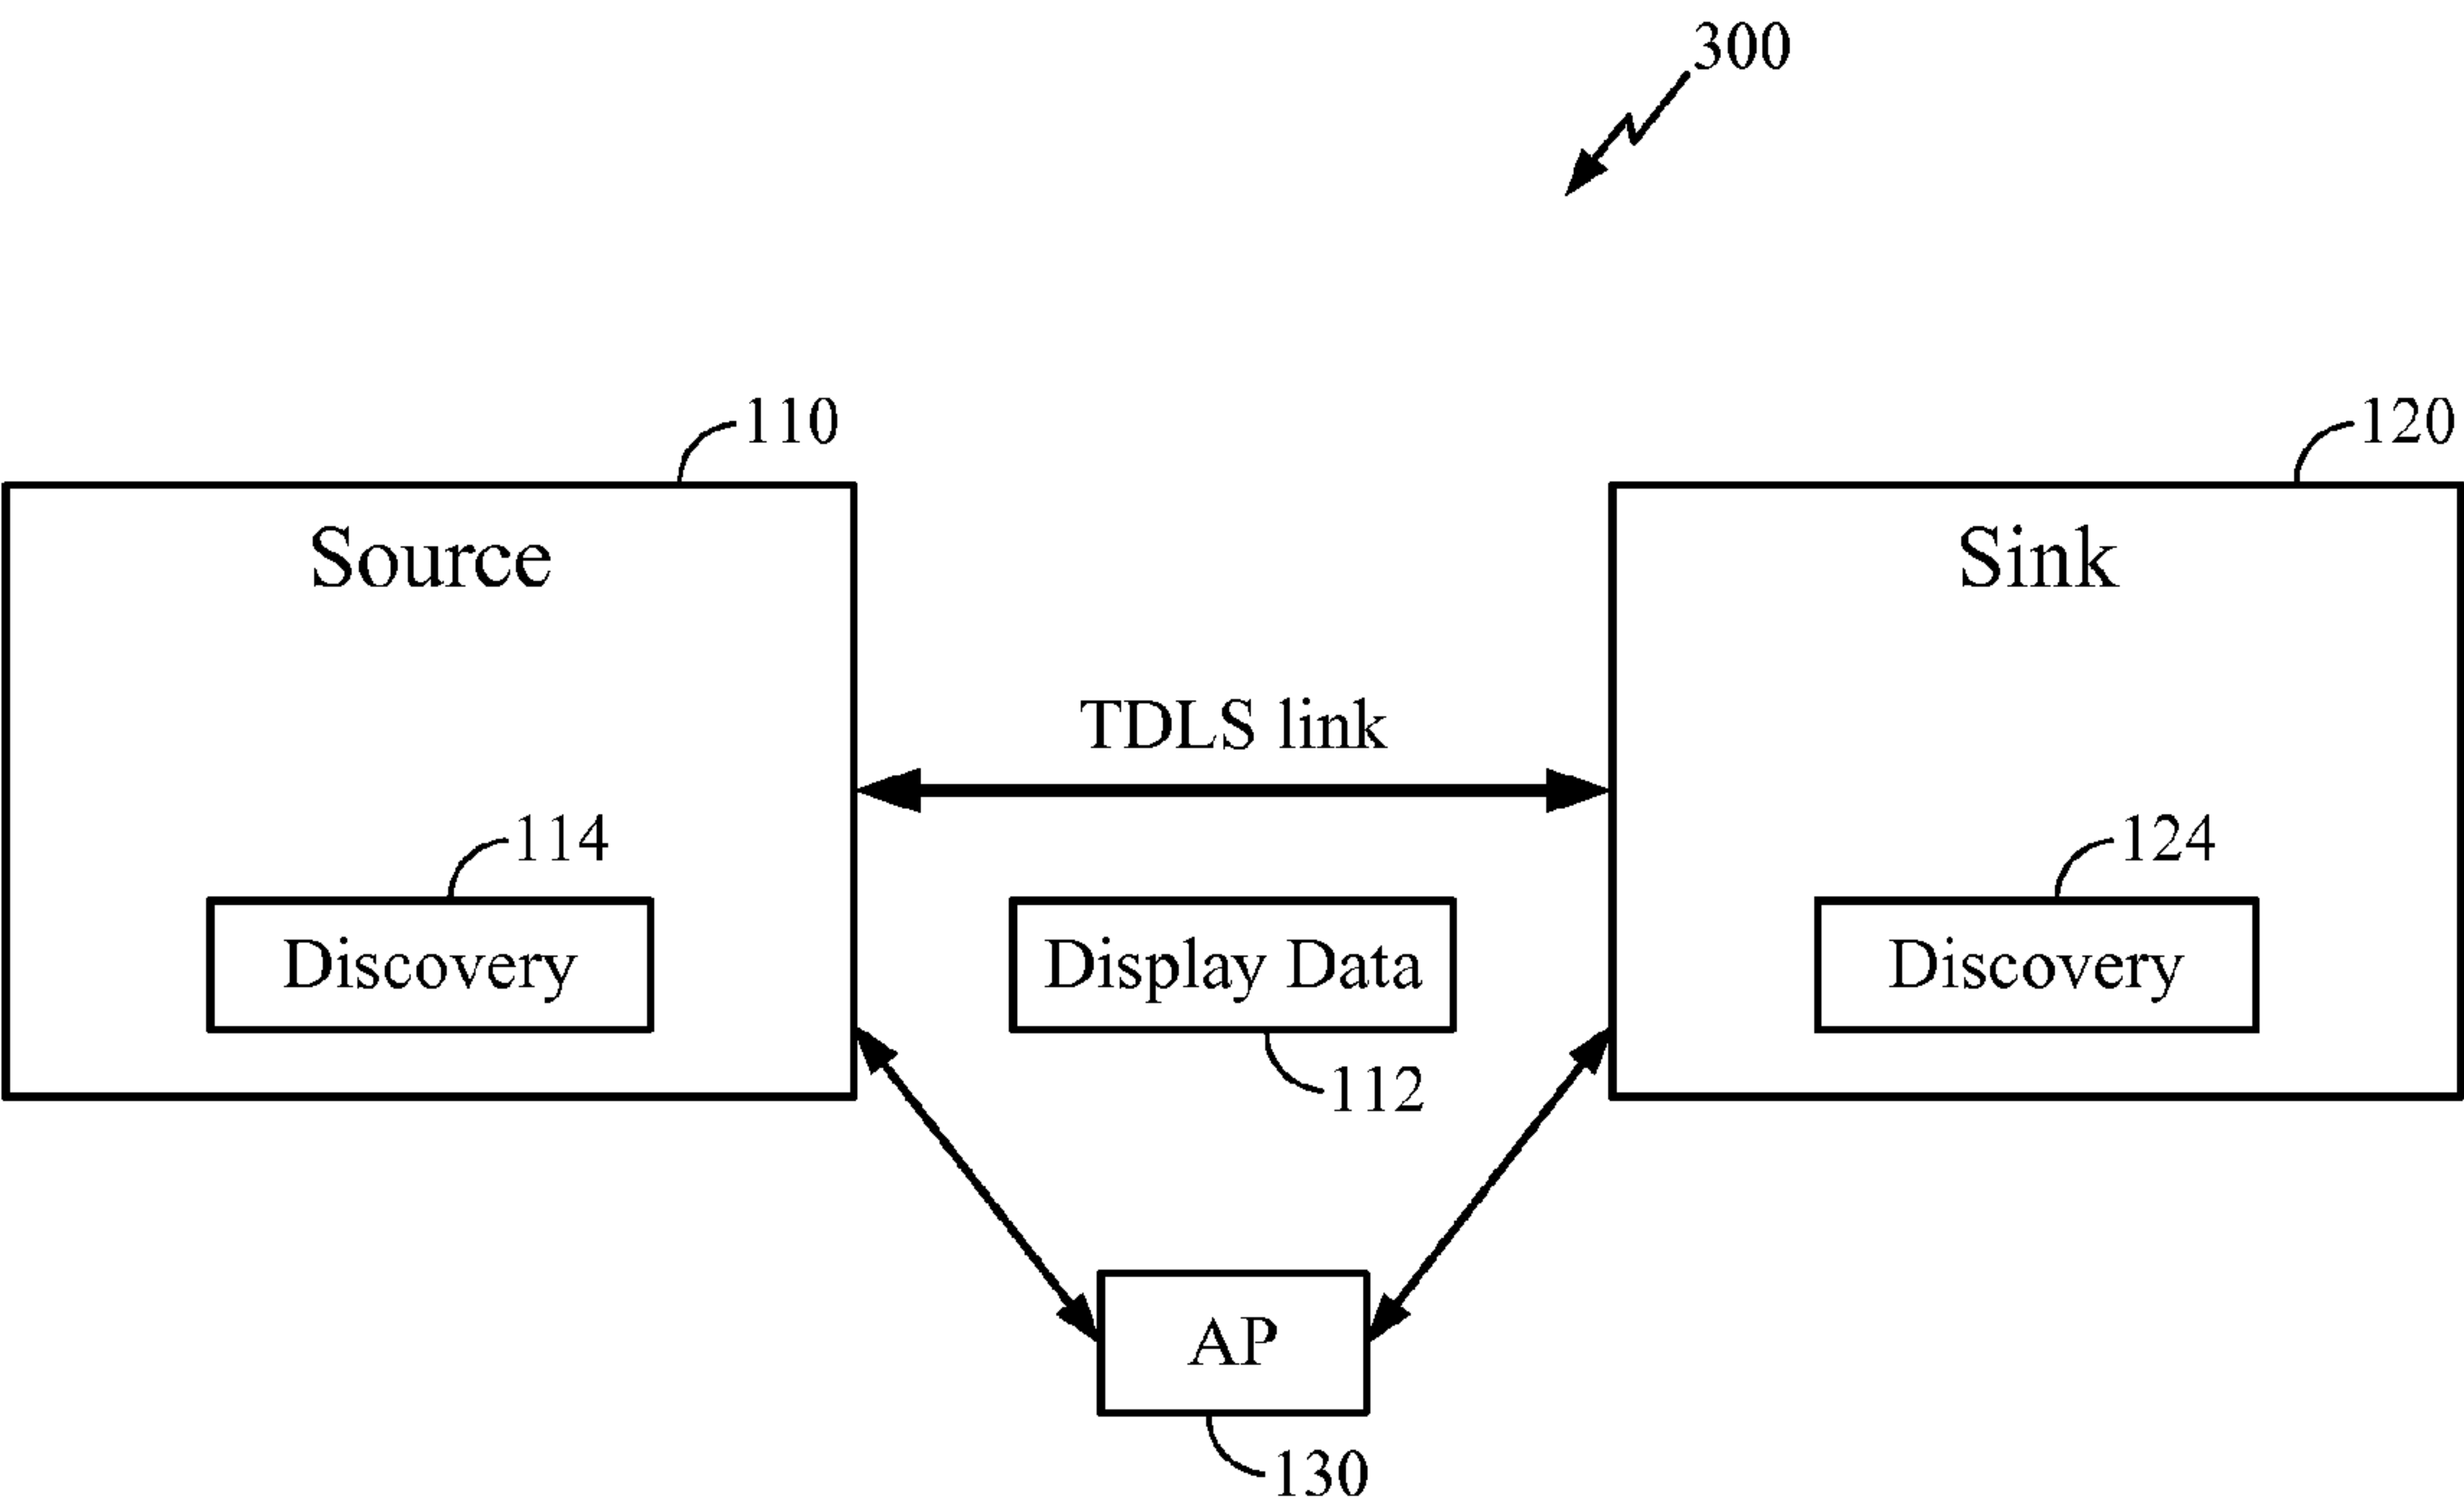 300
110
120
Source
Sink
TDLS link
114
124
Discovery
Display Data
Discovery
112
AP
130